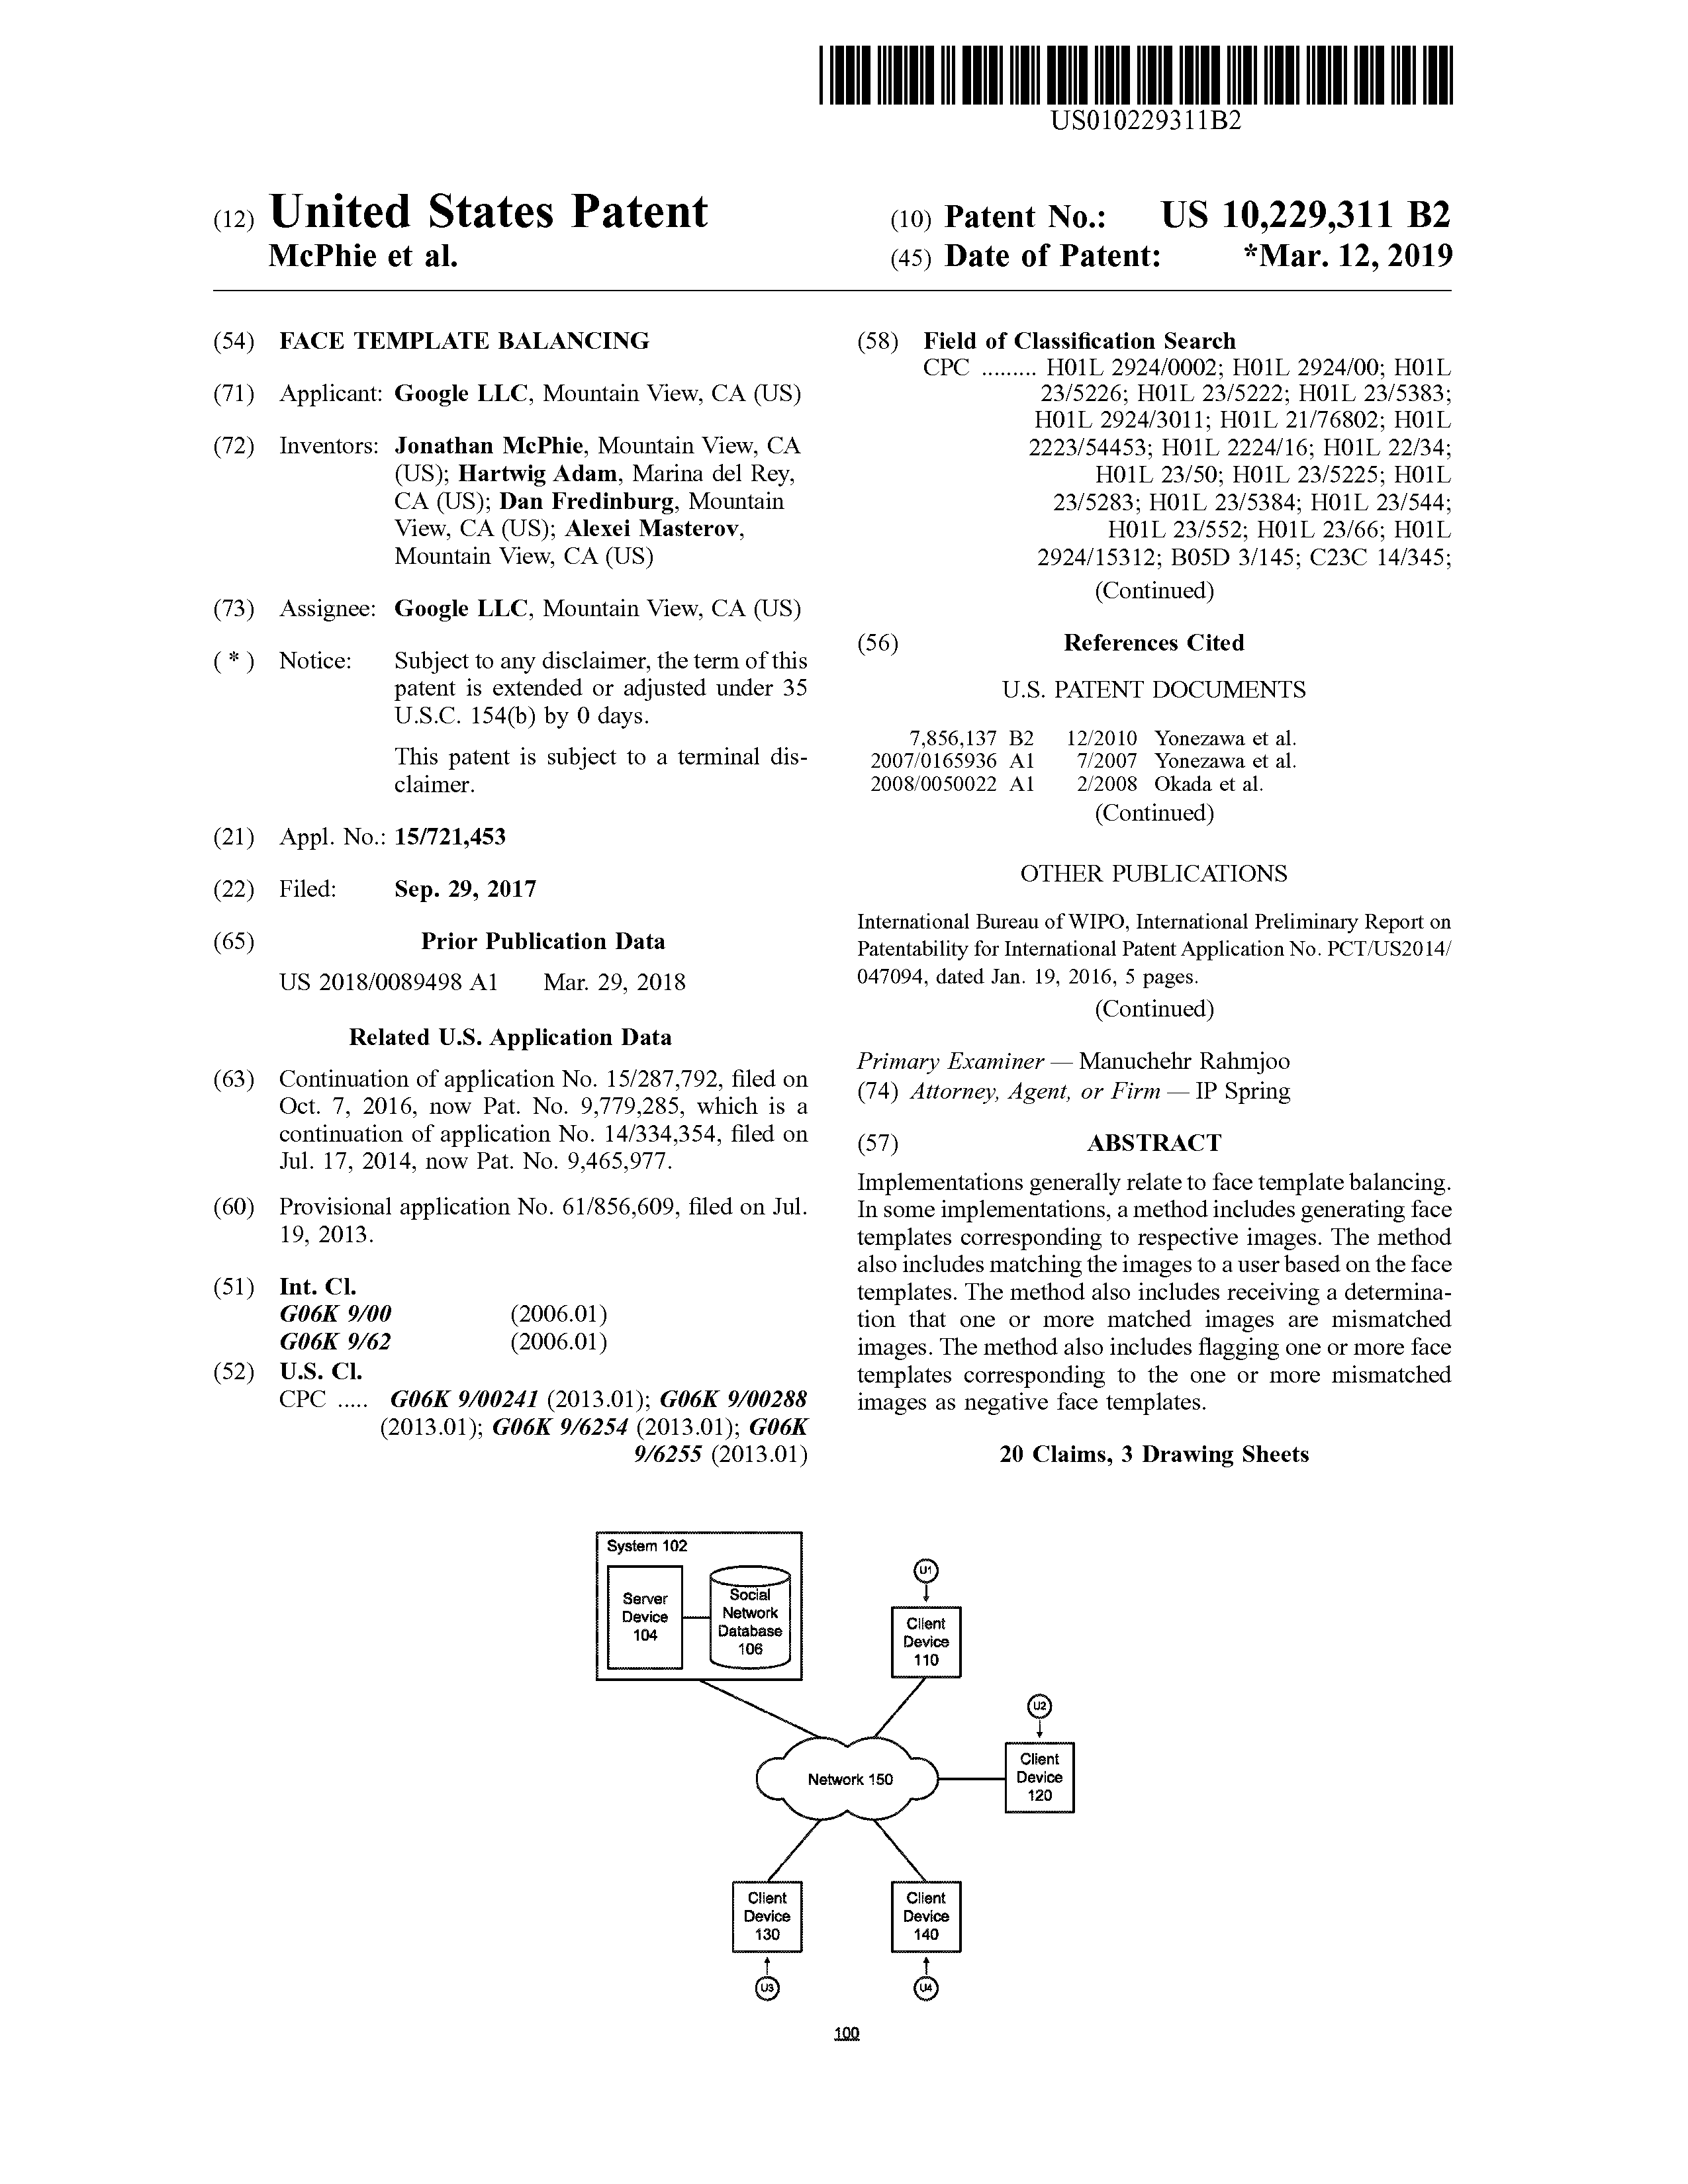 US010229311B2
(12) United States Patent
McPhie et al.
(10) Patent No.: US 10,229,311 B2
(45) Date of Patent: *Mar. 12, 2019
(54) FACE TEMPLATE BALANCING
(71) Applicant: Google LLC, Mountain View, CA (US)
(72) Inventors: Jonathan McPhie, Mountain View, CA
(US); Hartwig Adam, Marina del Rey,
CA (US); Dan Fredinburg, Mountain
View, CA (US); Alexei Masterov,
Mountain View, CA (US)
(73) Assignee: Google LLC, Mountain View, CA (US)
( * ) Notice: Subject to any disclaimer, the term of this
patent is extended or adjusted under 35
U.S.C. 154(b) by 0 days.
This patent is subject to a terminal dis-
claimer.
(21) Appl. No.: 15/721,453
(22) Filed: Sep. 29, 2017
(65) Prior Publication Data
US 2018/0089498 A1 Mar. 29, 2018
Related U.S. Application Data
(63) Continuation of application No. 15/287,792, filed on
Oct. 7, 2016, now Pat. No. 9,779,285, which is a
continuation of application No. 14/334,354, filed on
Jul. 17, 2014, now Pat. No. 9,465,977.
(60) Provisional application No. 61/856,609, filed on Jul.
19, 2013.
(51) Int. Cl.
G06K 9/00 (2006.01)
G06K 9/62 (2006.01)
(52) U.S. Cl.
CPC ..... G06K 9/00241 (2013.01); G06K 9/00288
(2013.01); G06K 9/6254 (2013.01); G06K
9/6255 (2013.01)
(58) Field of Classification Search
CPC ......... H01L 2924/0002; H01L 2924/00; H01L
23/5226; H01L 23/5222; H01L 23/5383;
H01L 2924/3011; H01L 21/76802; H01L
2223/54453; H01L 2224/16; H01L 22/34;
H01L 23/50; H01L 23/5225; H01L
23/5283; H01L 23/5384; H01L 23/544;
H01L 23/552; H01L 23/66; H01L
2924/15312; B05D 3/145; C23C 14/345;
(Continued)
(56) References Cited
U.S. PATENT DOCUMENTS
7,856,137 B2 12/2010 Yonezawa et al.
2007/0165936 A1 7/2007 Yonezawa et al.
2008/0050022 A1 2/2008 Okada et al.
(Continued)
OTHER PUBLICATIONS
International Bureau of WIPO, International Preliminary Report on
Patentability for International Patent Application No. PCT/US2014/
047094, dated Jan. 19, 2016, 5 pages.
(Continued)
Primary Examiner — Manuchehr Rahmjoo
(74) Attorney, Agent, or Firm — IP Spring
(57) ABSTRACT
Implementations generally relate to face template balancing.
In some implementations, a method includes generating face
templates corresponding to respective images. The method
also includes matching the images to a user based on the face
templates. The method also includes receiving a determina-
tion that one or more matched images are mismatched
images. The method also includes flagging one or more face
templates corresponding to the one or more mismatched
images as negative face templates.
20 Claims, 3 Drawing Sheets
System 102
Server
Device
104
Social
Network
Database
106
U1
Client
Device
110
U2
Client
Device
120
Network 150
Client
Device
130
U3
Client
Device
140
U4
100